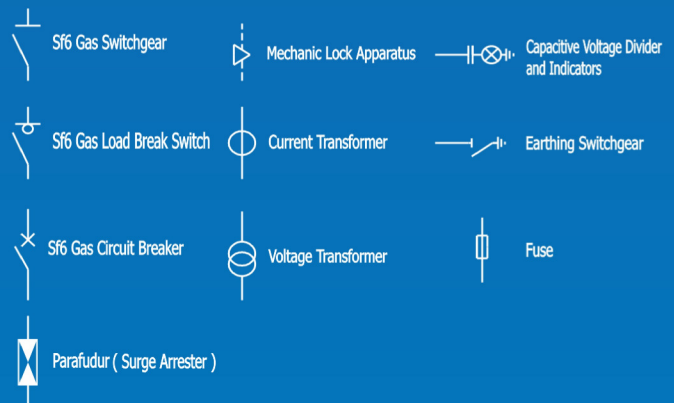 Sf6 Gas Switchgear
Mechanic Lock Apparatus
Capacitive Voltage Divider
and Indicators
Sf6 Gas Load Break Switch
Current Transformer
Earthing Switchgear
Sf6 Gas Circuit Breaker
Voltage Transformer
Fuse
Parafudur ( Surge Arrester )